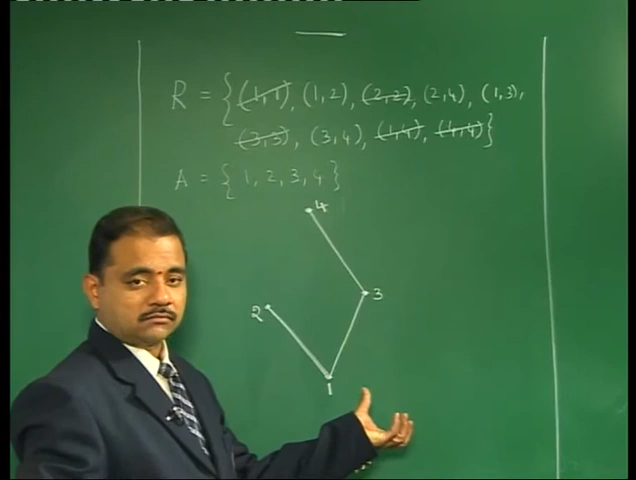 R = { (1,1), (1,2), (2,2), (2,4), (1,3),
(3,3), (3,4), (1,4), (4,4) }
A = { 1, 2, 3, 4 }
4
3
2
1